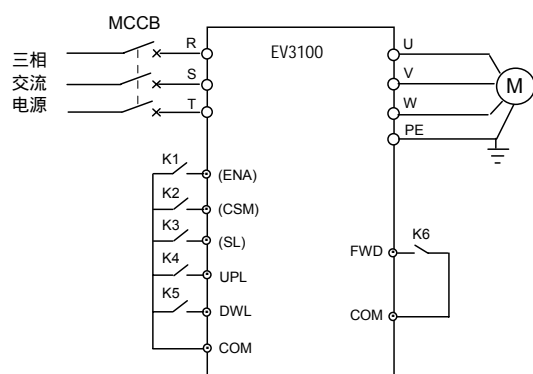 MCCB
三相
交流
电源
R
S
T
EV3100
U
V
W
PE
M
K1
(ENA)
K2
(CSM)
K3
(SL)
K4
UPL
K5
DWL
COM
FWD
K6
COM